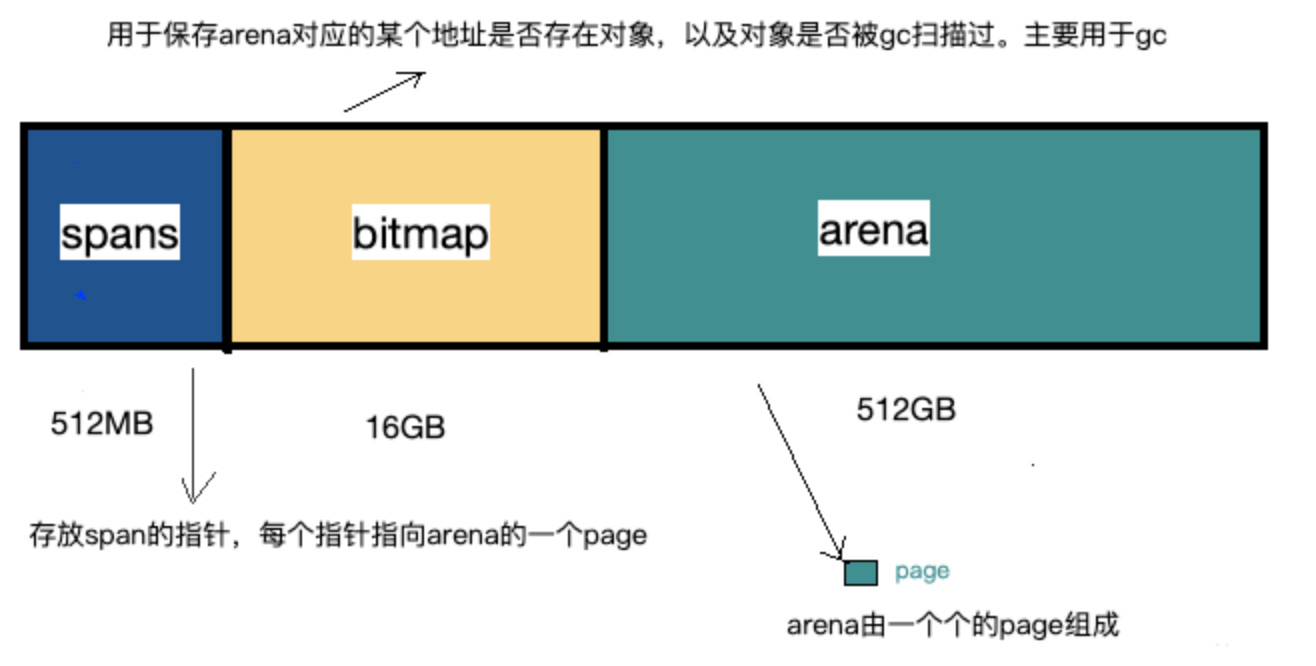 用于保存arena对应的某个地址是否存在对象，以及对象是否被gc扫描过。主要用于gc
spans
bitmap
arena
512MB
16GB
512GB
存放span的指针，每个指针指向arena的一个page
page
arena由一个个的page组成